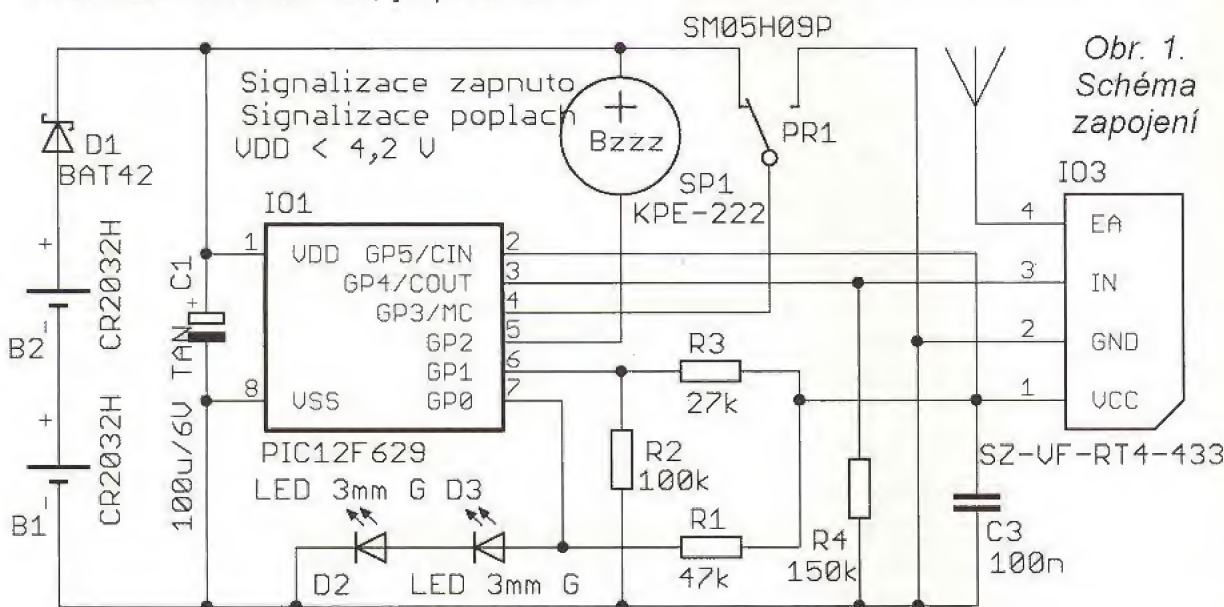 SM05H09P
Obr. 1.
Schéma
zapojení
Signalizace zapnuto
Signalizace poplach
VDD < 4,2 V
+
Bzzz
PR1
D1
BAT42
SP1
KPE-222
IO3
IO1
4 EA
3 IN
2 GND
1 VCC
SZ-VF-RT4-433
1 VDD GP5/CIN 2
GP4/COUT 3
GP3/MC 4
GP2 5
GP1 6
8 VSS GP0 7
PIC12F629
+
B2
-
CR2032H
+
B1
-
CR2032H
+
C1
100u/6V TAN
R3
27k
R2
100k
R1
47k
R4
150k
C3
100n
LED 3mm G D3
D2 LED 3mm G